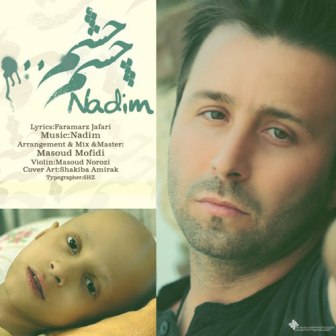 چشم چشم
Nadim
Lyrics:Faramarz Jafari
Music:Nadim
Arrangement & Mix &Master:
Masoud Mofidi
Violin:Masoud Norozi
Cover Art:Shakiba Amirak
Typegrapher:SHZ